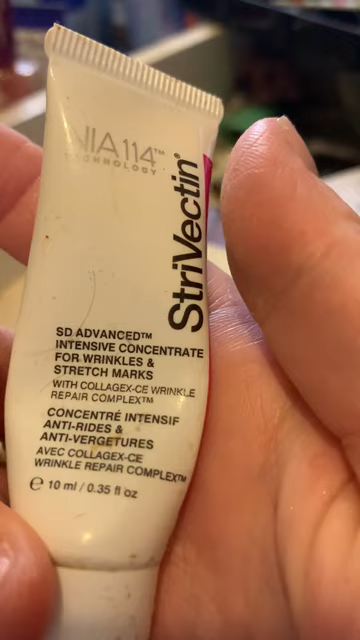 NIA114™
TECHNOLOGY
StriVectin®
SD ADVANCED™
INTENSIVE CONCENTRATE
FOR WRINKLES &
STRETCH MARKS
WITH COLLAGEX-CE WRINKLE
REPAIR COMPLEX™
CONCENTRÉ INTENSIF
ANTI-RIDES &
ANTI-VERGETURES
AVEC COLLAGEX-CE
WRINKLE REPAIR COMPLEX™
℮ 10 ml / 0.35 fl oz